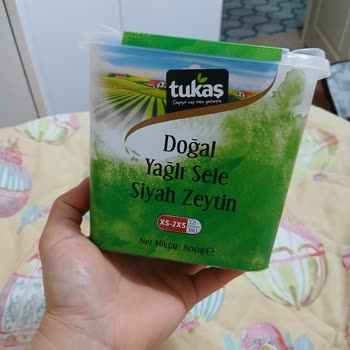 tukaş
Doğal
Yağlı Sele
Siyah Zeytin
XS-2XS
Net Miktar: 800g℮